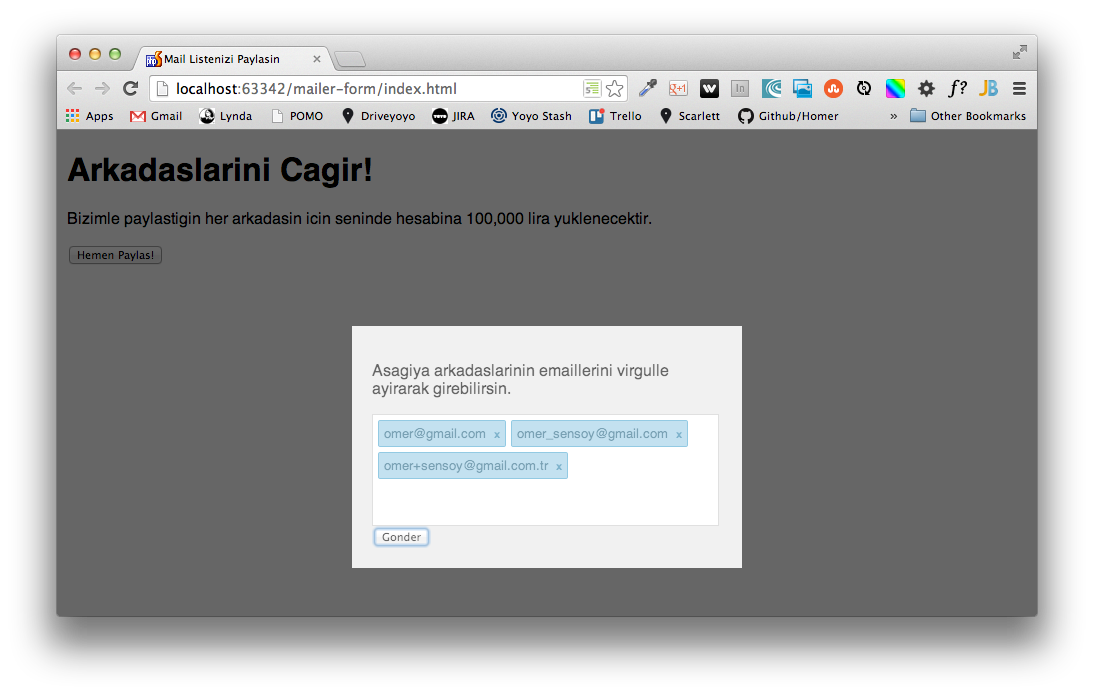 Mail Listenizi Paylasin
localhost:63342/mailer-form/index.html
Apps Gmail Lynda POMO Driveyoyo JIRA Yoyo Stash Trello Scarlett Github/Homer » Other Bookmarks
Arkadaslarini Cagir!
Bizimle paylastigin her arkadasin icin seninde hesabina 100,000 lira yuklenecektir.
Hemen Paylas!
Asagiya arkadaslarinin emaillerini virgulle
ayirarak girebilirsin.
omer@gmail.com x omer_sensoy@gmail.com x
omer+sensoy@gmail.com.tr x
Gonder